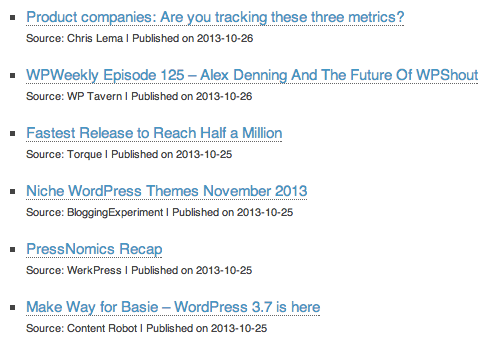 Product companies: Are you tracking these three metrics?
Source: Chris Lema | Published on 2013-10-26
WPWeekly Episode 125 – Alex Denning And The Future Of WPShout
Source: WP Tavern | Published on 2013-10-26
Fastest Release to Reach Half a Million
Source: Torque | Published on 2013-10-25
Niche WordPress Themes November 2013
Source: BloggingExperiment | Published on 2013-10-25
PressNomics Recap
Source: WerkPress | Published on 2013-10-25
Make Way for Basie – WordPress 3.7 is here
Source: Content Robot | Published on 2013-10-25